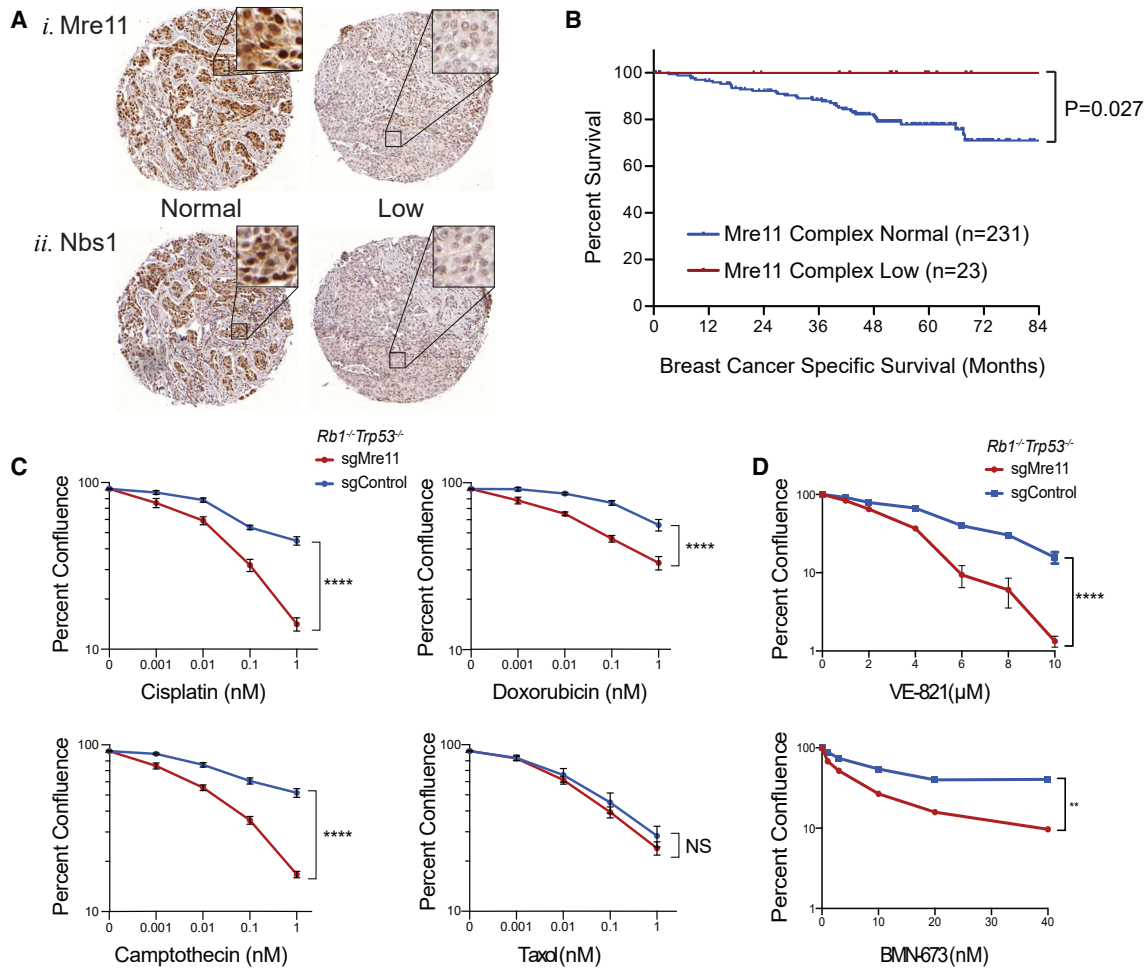 A
i. Mre11
Normal
Low
ii. Nbs1
B
Percent Survival
100
80
60
40
20
0
0 12 24 36 48 60 72 84
Breast Cancer Specific Survival (Months)
P=0.027
Mre11 Complex Normal (n=231)
Mre11 Complex Low (n=23)
C
Rb1-/-Trp53-/-
sgMre11
sgControl
Percent Confluence
100
10
0 0.001 0.01 0.1 1
Cisplatin (nM)
****
Percent Confluence
100
10
0 0.001 0.01 0.1 1
Doxorubicin (nM)
****
Percent Confluence
100
10
0 0.001 0.01 0.1 1
Camptothecin (nM)
****
Percent Confluence
100
10
0 0.001 0.01 0.1 1
Taxol(nM)
NS
D
Rb1-/-Trp53-/-
sgMre11
sgControl
Percent Confluence
100
10
1
0 2 4 6 8 10
VE-821(µM)
****
Percent Confluence
100
10
1
0 10 20 30 40
BMN-673(nM)
**